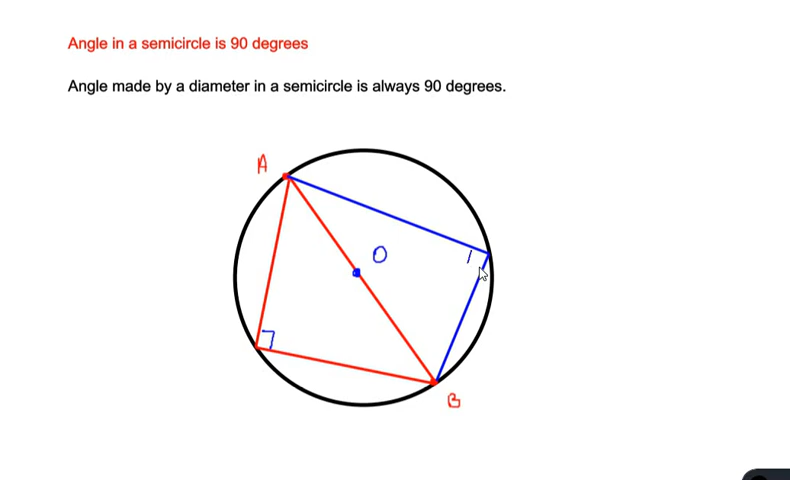 Angle in a semicircle is 90 degrees
Angle made by a diameter in a semicircle is always 90 degrees.
A
O
B